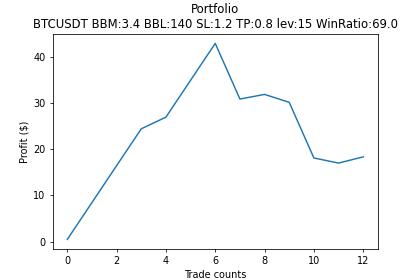 Portfolio
BTCUSDT BBM:3.4 BBL:140 SL:1.2 TP:0.8 lev:15 WinRatio:69.0
40
30
20
10
0
Profit ($)
0 2 4 6 8 10 12
Trade counts